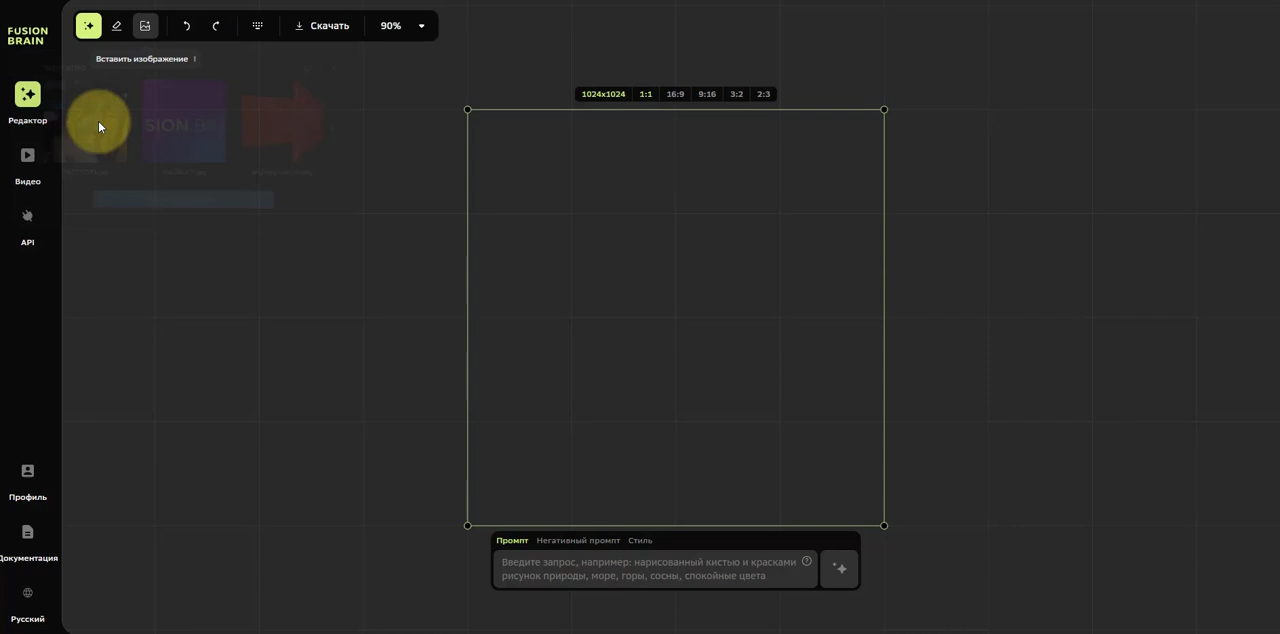 FUSION
BRAIN
Скачать
90%
Вставить изображение I
1024x1024 1:1 16:9 9:16 3:2 2:3
Редактор
Видео
API
Профиль
Документация
Русский
Промпт Негативный промпт Стиль
Введите запрос, например: нарисованный кистью и красками
рисунок природы, море, горы, сосны, спокойные цвета